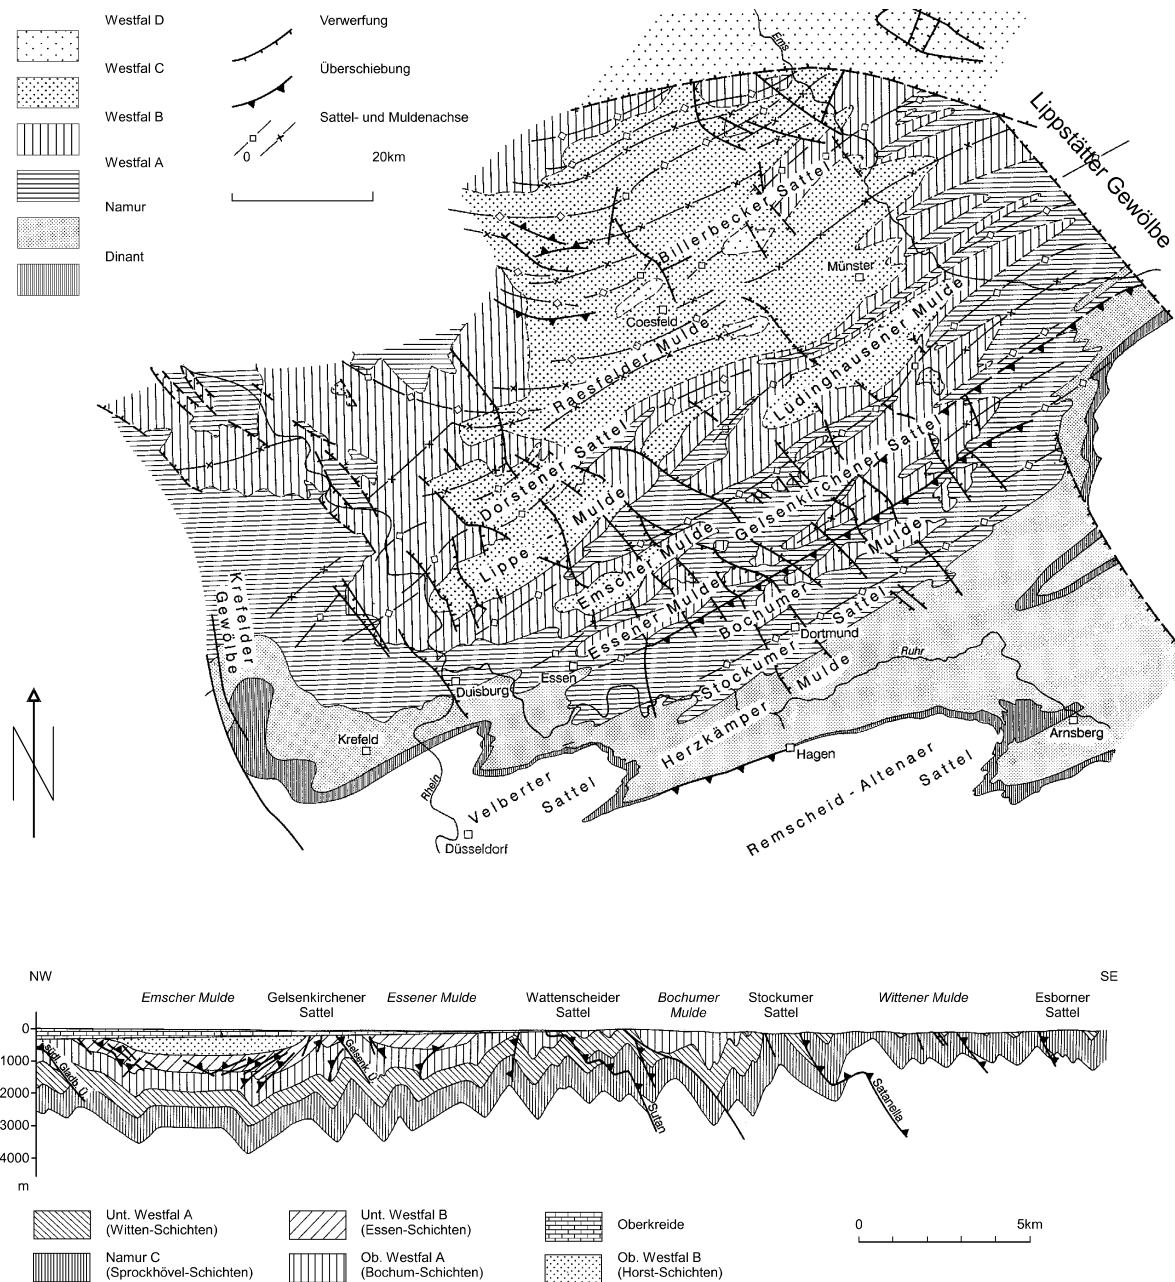 Westfal D
Westfal C
Westfal B
Westfal A
Namur
Dinant
Verwerfung
Überschiebung
Sattel- und Muldenachse
0
20km
Ems
Lippstätter Gewölbe
Billerbecker Sattel
Münster
Coesfeld
Raesfelder Mulde
Lüdinghausener Mulde
Dorstener Sattel
Gelsenkirchener Sattel
Lippe - Mulde
Emscher Mulde
Essener Mulde
Bochumer Mulde
Stockumer Sattel
Dortmund
Krefelder
Gewölbe
Essen
Duisburg
Ruhr
Herzkämper Mulde
Krefeld
Hagen
Arnsberg
Rhein
Velberter
Sattel
Remscheid - Altenaer
Sattel
Düsseldorf
N
NW
SE
Emscher Mulde
Gelsenkirchener
Sattel
Essener Mulde
Wattenscheider
Sattel
Bochumer
Mulde
Stockumer
Sattel
Wittener Mulde
Esborner
Sattel
0
1000
2000
3000
4000
m
südl. Gladb. Ü.
Gelsenk. Ü.
Sutan
Satanella
Unt. Westfal A
(Witten-Schichten)
Namur C
(Sprockhövel-Schichten)
Unt. Westfal B
(Essen-Schichten)
Ob. Westfal A
(Bochum-Schichten)
Oberkreide
Ob. Westfal B
(Horst-Schichten)
0
5km